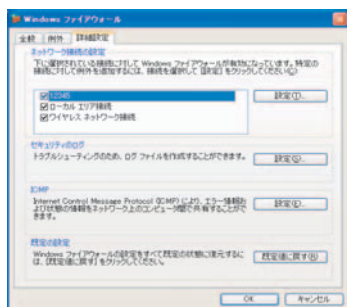 Windows ファイアウォール
全般 例外 詳細設定
ネットワーク接続の設定
下に選択されている接続に対して Windows ファイアウォールが有効になっています。特定の
接続に対して例外を追加するには、接続を選択して [設定] をクリックしてください(C)
12345
ローカル エリア接続
ワイヤレス ネットワーク接続
設定(T)...
セキュリティのログ
トラブルシューティングのため、ログ ファイルを作成することができます。
設定(S)...
ICMP
Internet Control Message Protocol (ICMP) により、エラー情報お
よび状態の情報をネットワーク上のコンピュータ間で共有することがで
きます。
設定(E)...
既定の設定
Windows ファイアウォールの設定をすべて既定の状態に復元するに
は、[既定値に戻す] をクリックしてください。
既定値に戻す(R)
OK キャンセル